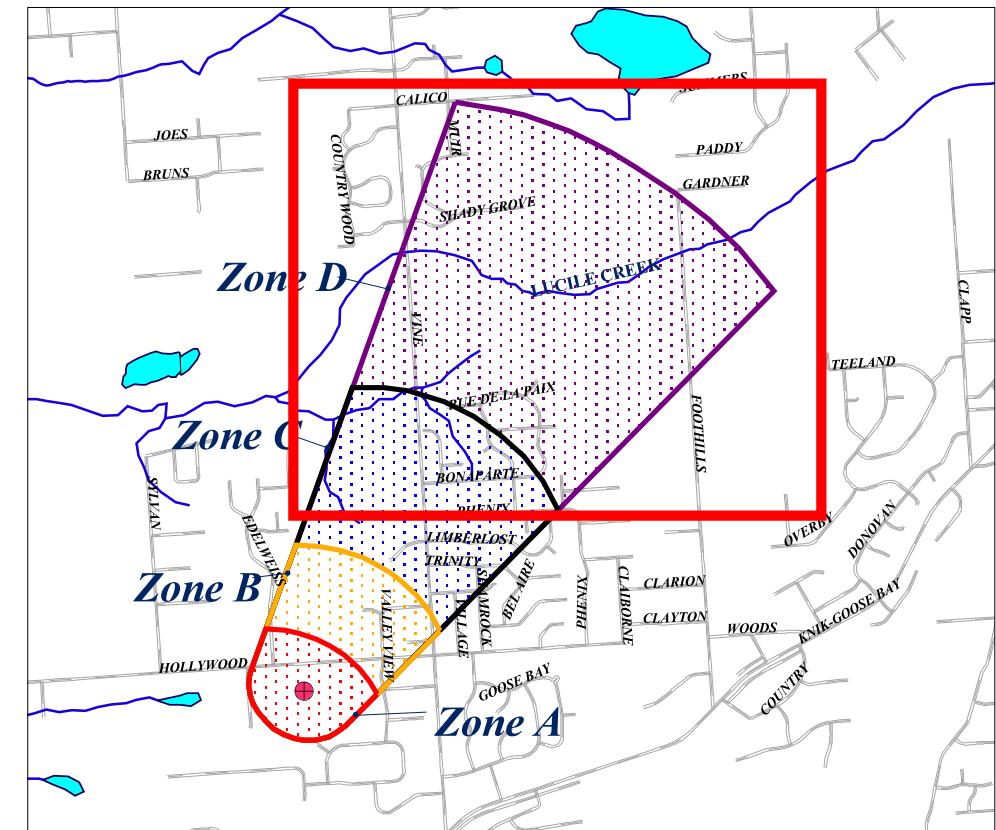 SUMMERS
CALICO
MUIR
JOES
COUNTRY WOOD
PADDY
BRUNS
GARDNER
SHADY GROVE
Zone D
LUCILE CREEK
CLAPP
VINE
TEELAND
RUE DE LA PAIX
Zone C
FOOTHILLS
BONAPARTE
SYLVAN
PHENIX
EDELWEISS
OVERBY
DONOVAN
LIMBERLOST
TRINITY
Zone B
SHAMROCK
BEL AIRE
PHENIX
CLAIBORNE
CLARION
VALLEY VIEW
VILLAGE
CLAYTON
WOODS
KNIK-GOOSE BAY
HOLLYWOOD
GOOSE BAY
COUNTRY
Zone A